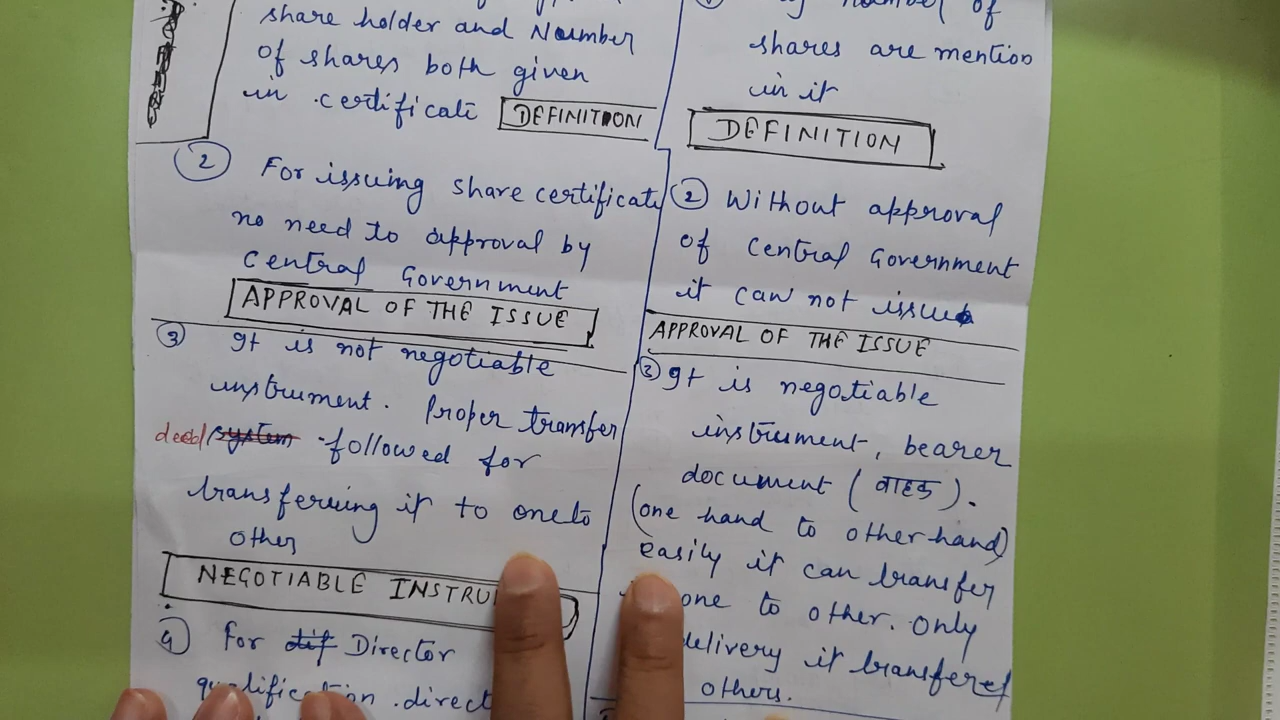 share holder and Number
of shares both given
in certificate
DEFINITION
2 For issuing share certificate
no need to approval by
Central Government
APPROVAL OF THE ISSUE
3 It is not negotiable
instrument. Proper transfer
deed/system followed for
transferring it to one to
other
NEGOTIABLE INSTRU
4) For dif Director
qualification direct
number of
shares are mention
in it
DEFINITION
2 Without approval
of Central Government
it can not issue
APPROVAL OF THE ISSUE
3 It is negotiable
instrument, bearer
document (वाहक).
(one hand to other hand)
easily it can transfer
one to other. Only
delivery it transfered
others.